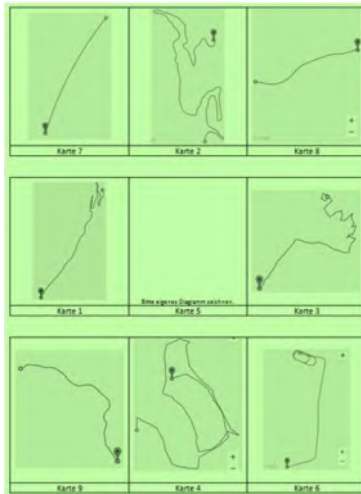 Karte 7 Karte 2 Karte 8
Bitte eigenes Diagramm zeichnen.
Karte 1 Karte 5 Karte 3
Karte 9 Karte 4 Karte 6